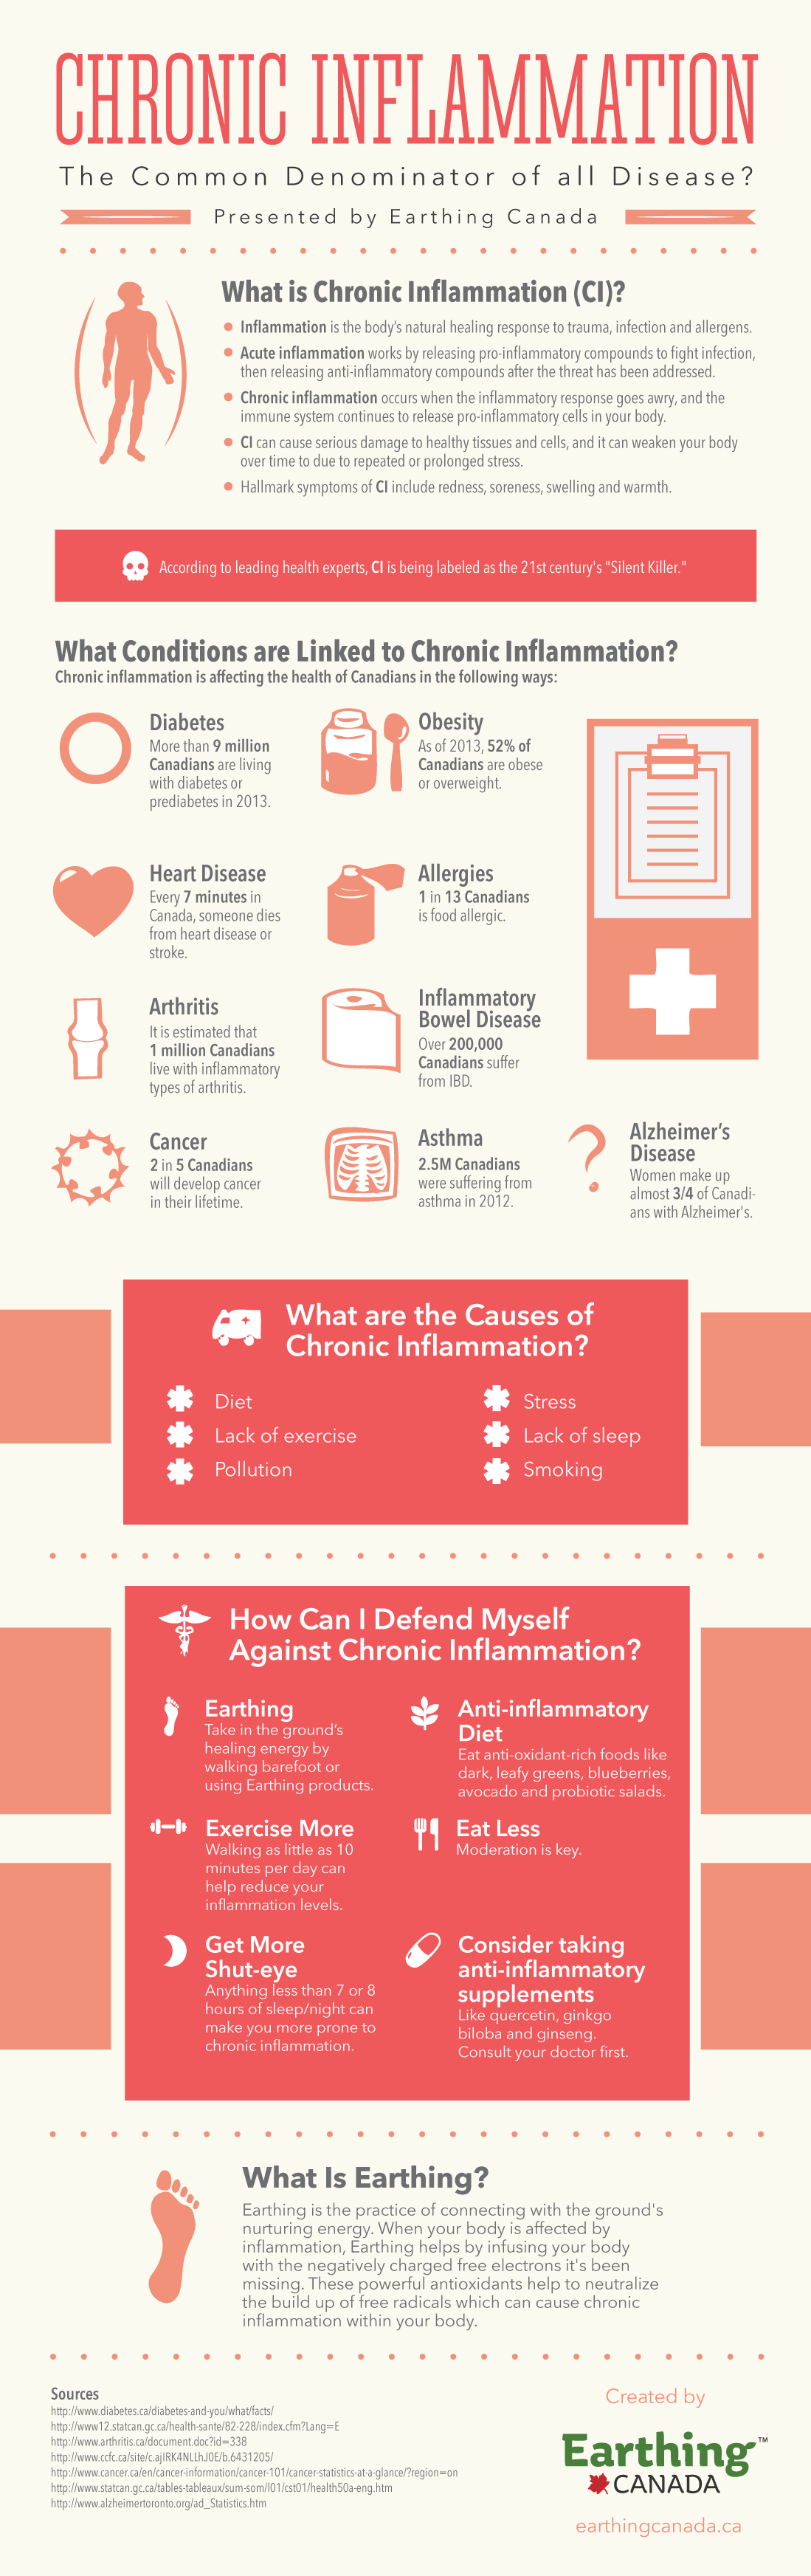 CHRONIC INFLAMMATION
The Common Denominator of all Disease?
Presented by Earthing Canada
What is Chronic Inflammation (CI)?
Inflammation is the body's natural healing response to trauma, infection and allergens.
Acute inflammation works by releasing pro-inflammatory compounds to fight infection,
then releasing anti-inflammatory compounds after the threat has been addressed.
Chronic inflammation occurs when the inflammatory response goes awry, and the
immune system continues to release pro-inflammatory cells in your body.
CI can cause serious damage to healthy tissues and cells, and it can weaken your body
over time to due to repeated or prolonged stress.
Hallmark symptoms of CI include redness, soreness, swelling and warmth.
According to leading health experts, CI is being labeled as the 21st century's "Silent Killer."
What Conditions are Linked to Chronic Inflammation?
Chronic inflammation is affecting the health of Canadians in the following ways:
Diabetes
More than 9 million
Canadians are living
with diabetes or
prediabetes in 2013.
Obesity
As of 2013, 52% of
Canadians are obese
or overweight.
Heart Disease
Every 7 minutes in
Canada, someone dies
from heart disease or
stroke.
Allergies
1 in 13 Canadians
is food allergic.
Arthritis
It is estimated that
1 million Canadians
live with inflammatory
types of arthritis.
Inflammatory
Bowel Disease
Over 200,000
Canadians suffer
from IBD.
Cancer
2 in 5 Canadians
will develop cancer
in their lifetime.
Asthma
2.5M Canadians
were suffering from
asthma in 2012.
Alzheimer's
Disease
Women make up
almost 3/4 of Canadi-
ans with Alzheimer's.
What are the Causes of
Chronic Inflammation?
Diet
Lack of exercise
Pollution
Stress
Lack of sleep
Smoking
How Can I Defend Myself
Against Chronic Inflammation?
Earthing
Take in the ground's
healing energy by
walking barefoot or
using Earthing products.
Anti-inflammatory
Diet
Eat anti-oxidant-rich foods like
dark, leafy greens, blueberries,
avocado and probiotic salads.
Exercise More
Walking as little as 10
minutes per day can
help reduce your
inflammation levels.
Eat Less
Moderation is key.
Get More
Shut-eye
Anything less than 7 or 8
hours of sleep/night can
make you more prone to
chronic inflammation.
Consider taking
anti-inflammatory
supplements
Like quercetin, ginkgo
biloba and ginseng.
Consult your doctor first.
What Is Earthing?
Earthing is the practice of connecting with the ground's
nurturing energy. When your body is affected by
inflammation, Earthing helps by infusing your body
with the negatively charged free electrons it's been
missing. These powerful antioxidants help to neutralize
the build up of free radicals which can cause chronic
inflammation within your body.
Sources
http://www.diabetes.ca/diabetes-and-you/what/facts/
http://www12.statcan.gc.ca/health-sante/82-228/index.cfm?Lang=E
http://www.arthritis.ca/document.doc?id=338
http://www.ccfc.ca/site/c.ajIRK4NLLhJ0E/b.6431205/
http://www.cancer.ca/en/cancer-information/cancer-101/cancer-statistics-at-a-glance/?region=on
http://www.statcan.gc.ca/tables-tableaux/sum-som/l01/cst01/health50a-eng.htm
http://www.alzheimertoronto.org/ad_Statistics.htm
Created by
Earthing™
CANADA
earthingcanada.ca